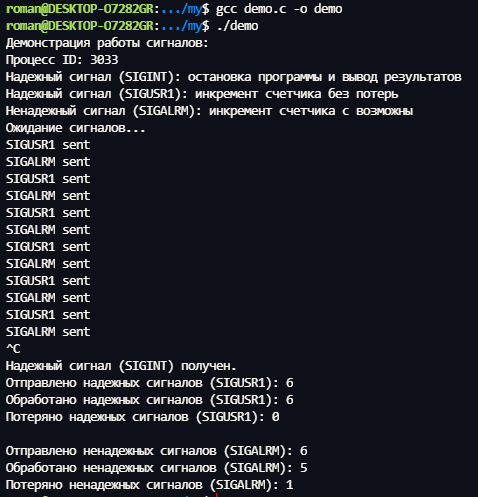 roman@DESKTOP-O7282GR:.../my$ gcc demo.c -o demo
roman@DESKTOP-O7282GR:.../my$ ./demo
Демонстрация работы сигналов:
Процесс ID: 3033
Надежный сигнал (SIGINT): остановка программы и вывод результатов
Надежный сигнал (SIGUSR1): инкремент счетчика без потерь
Ненадежный сигнал (SIGALRM): инкремент счетчика с возможны
Ожидание сигналов...
SIGUSR1 sent
SIGALRM sent
SIGUSR1 sent
SIGALRM sent
SIGUSR1 sent
SIGALRM sent
SIGUSR1 sent
SIGALRM sent
SIGUSR1 sent
SIGALRM sent
SIGUSR1 sent
SIGALRM sent
^C
Надежный сигнал (SIGINT) получен.
Отправлено надежных сигналов (SIGUSR1): 6
Обработано надежных сигналов (SIGUSR1): 6
Потеряно надежных сигналов (SIGUSR1): 0
Отправлено ненадежных сигналов (SIGALRM): 6
Обработано ненадежных сигналов (SIGALRM): 5
Потеряно ненадежных сигналов (SIGALRM): 1